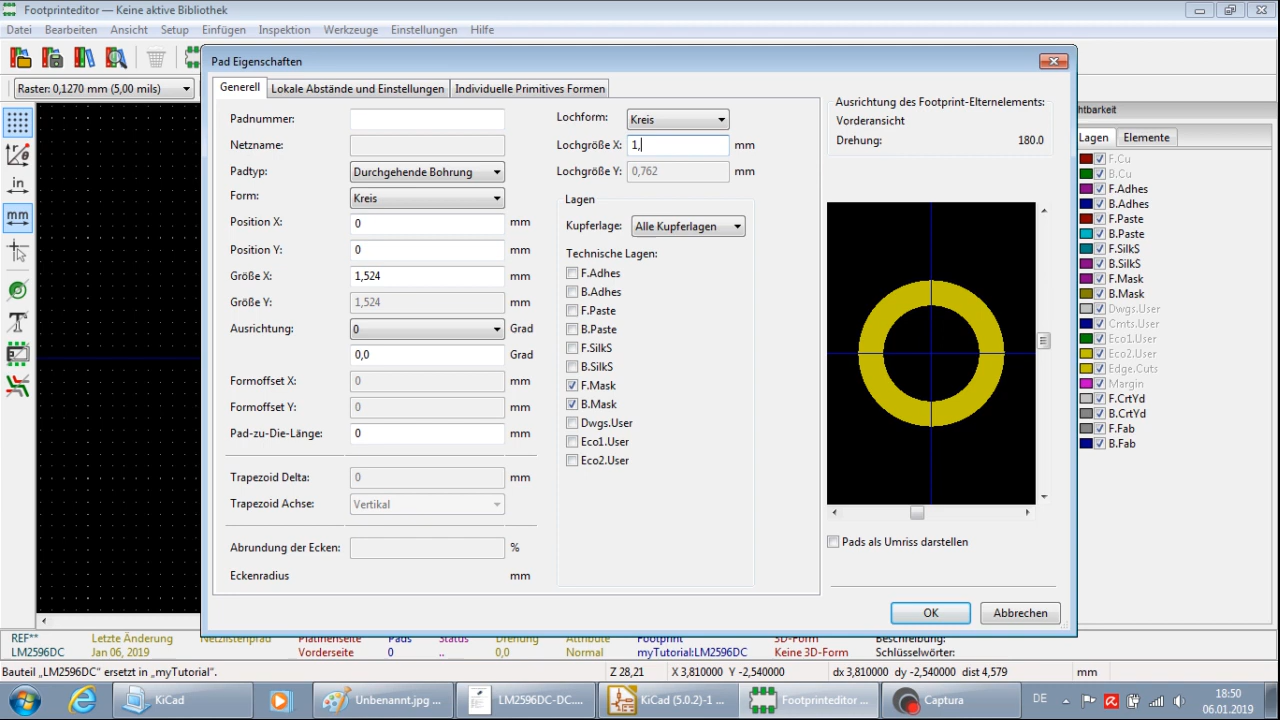 Footprinteditor — Keine aktive Bibliothek
Datei Bearbeiten Ansicht Setup Einfügen Inspektion Werkzeuge Einstellungen Hilfe
Raster: 0,1270 mm (5,00 mils)
in
mm
Pad Eigenschaften
Generell Lokale Abstände und Einstellungen Individuelle Primitives Formen
Padnummer:
Netzname:
Padtyp: Durchgehende Bohrung
Form: Kreis
Position X: 0 mm
Position Y: 0 mm
Größe X: 1,524 mm
Größe Y: 1,524 mm
Ausrichtung: 0 Grad
0,0 Grad
Formoffset X: 0 mm
Formoffset Y: 0 mm
Pad-zu-Die-Länge: 0 mm
Trapezoid Delta: 0 mm
Trapezoid Achse: Vertikal
Abrundung der Ecken: %
Eckenradius mm
Lochform: Kreis
Lochgröße X: 1, mm
Lochgröße Y: 0,762 mm
Lagen
Kupferlage: Alle Kupferlagen
Technische Lagen:
F.Adhes
B.Adhes
F.Paste
B.Paste
F.SilkS
B.SilkS
F.Mask
B.Mask
Dwgs.User
Eco1.User
Eco2.User
Ausrichtung des Footprint-Elternelements:
Vorderansicht
Drehung: 180.0
Pads als Umriss darstellen
OK Abbrechen
htbarkeit
Lagen Elemente
F.Cu
B.Cu
F.Adhes
B.Adhes
F.Paste
B.Paste
F.SilkS
B.SilkS
F.Mask
B.Mask
Dwgs.User
Cmts.User
Eco1.User
Eco2.User
Edge.Cuts
Margin
F.CrtYd
B.CrtYd
F.Fab
B.Fab
REF** Letzte Änderung Netzlistenpfad Platinenseite Pads Status Drehung Attribute Footprint 3D-Form Beschreibung:
LM2596DC Jan 06, 2019 Vorderseite 0 .. 0,0 Normal myTutorial:LM2596DC Keine 3D-Form Schlüsselwörter:
Bauteil „LM2596DC" ersetzt in „myTutorial". Z 28,21 X 3,810000 Y -2,540000 dx 3,810000 dy -2,540000 dist 4,579 mm
KiCad Unbenannt.jpg ... LM2596DC-DC.... KiCad (5.0.2)-1 ... Footprinteditor ... Captura DE 18:50
06.01.2019